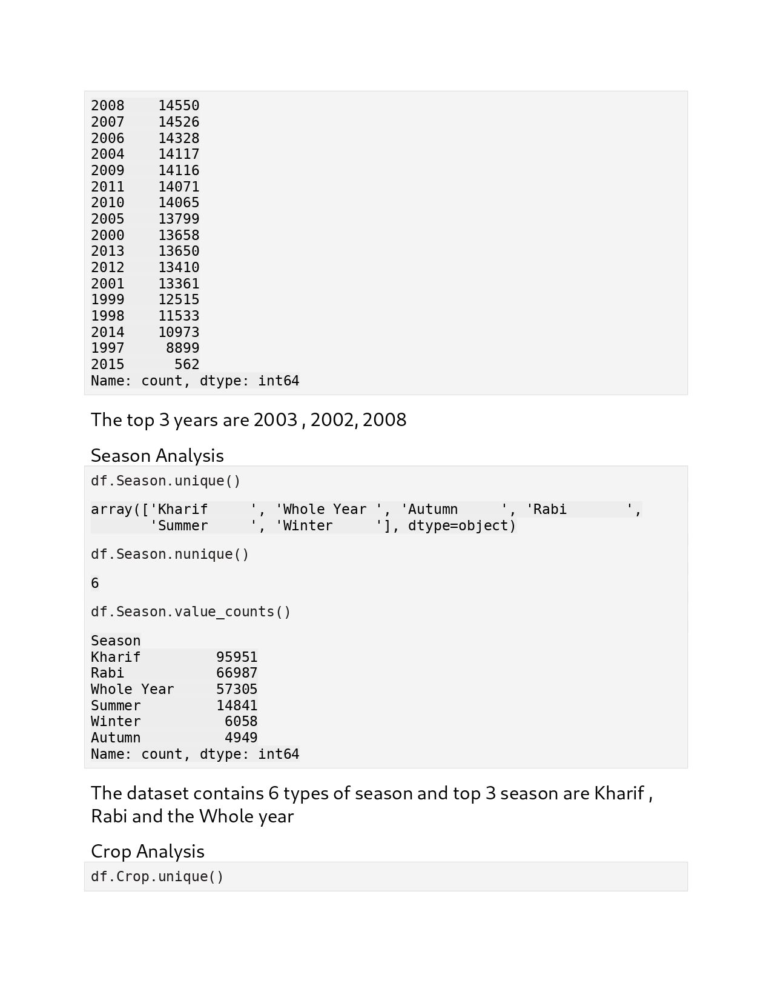 2008    14550
2007    14526
2006    14328
2004    14117
2009    14116
2011    14071
2010    14065
2005    13799
2000    13658
2013    13650
2012    13410
2001    13361
1999    12515
1998    11533
2014    10973
1997     8899
2015      562
Name: count, dtype: int64
The top 3 years are 2003 , 2002, 2008
Season Analysis
df.Season.unique()
array(['Kharif     ', 'Whole Year ', 'Autumn     ', 'Rabi       ',
       'Summer     ', 'Winter     '], dtype=object)
df.Season.nunique()
6
df.Season.value_counts()
Season
Kharif         95951
Rabi           66987
Whole Year     57305
Summer         14841
Winter          6058
Autumn          4949
Name: count, dtype: int64
The dataset contains 6 types of season and top 3 season are Kharif ,
Rabi and the Whole year
Crop Analysis
df.Crop.unique()